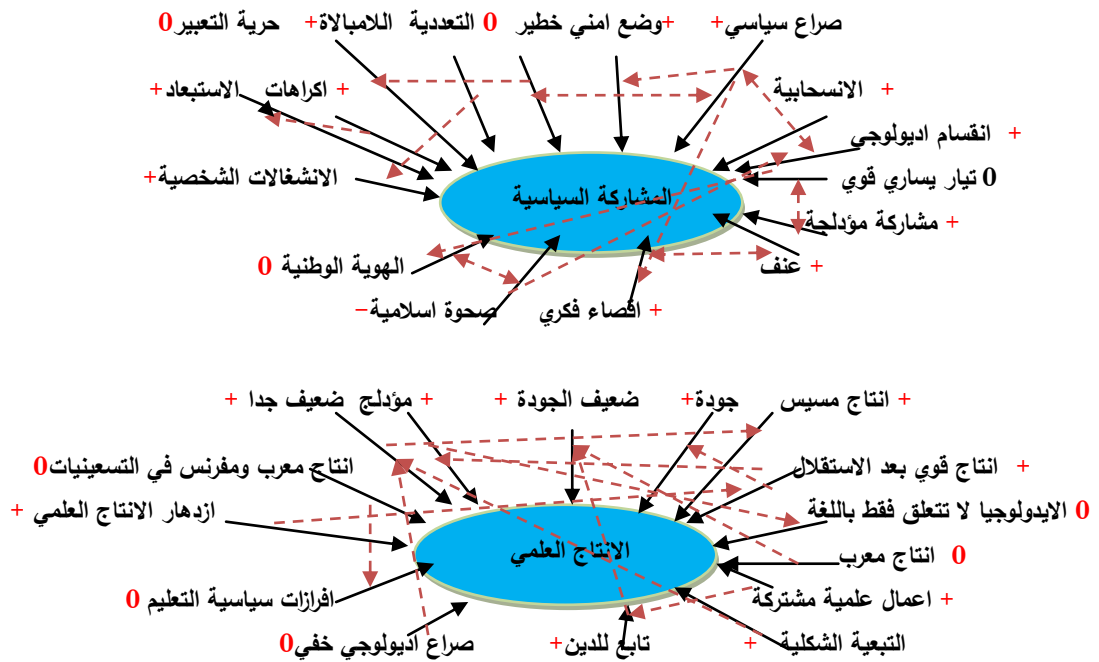 صراع سياسي+ وضع امني خطير+ التعددية 0 اللامبالاة+ حرية التعبير0
الانسحابية +
اكراهات +
الاستبعاد+
انقسام اديولوجي +
تيار يساري قوي 0
الانشغالات الشخصية+
المشاركة السياسية
مشاركة مؤدلجة +
عنف +
الهوية الوطنية 0
اقصاء فكري +
صحوة اسلامية−
انتاج مسيس +
جودة+
ضعيف الجودة +
مؤدلج +
ضعيف جدا +
انتاج قوي بعد الاستقلال +
انتاج معرب ومفرنس في التسعينيات0
الايدولوجيا لا تتعلق فقط باللغة 0
ازدهار الانتاج العلمي +
الانتاج العلمي
انتاج معرب 0
اعمال علمية مشتركة +
افرازات سياسية التعليم 0
التبعية الشكلية +
تابع للدين+
صراع اديولوجي خفي0